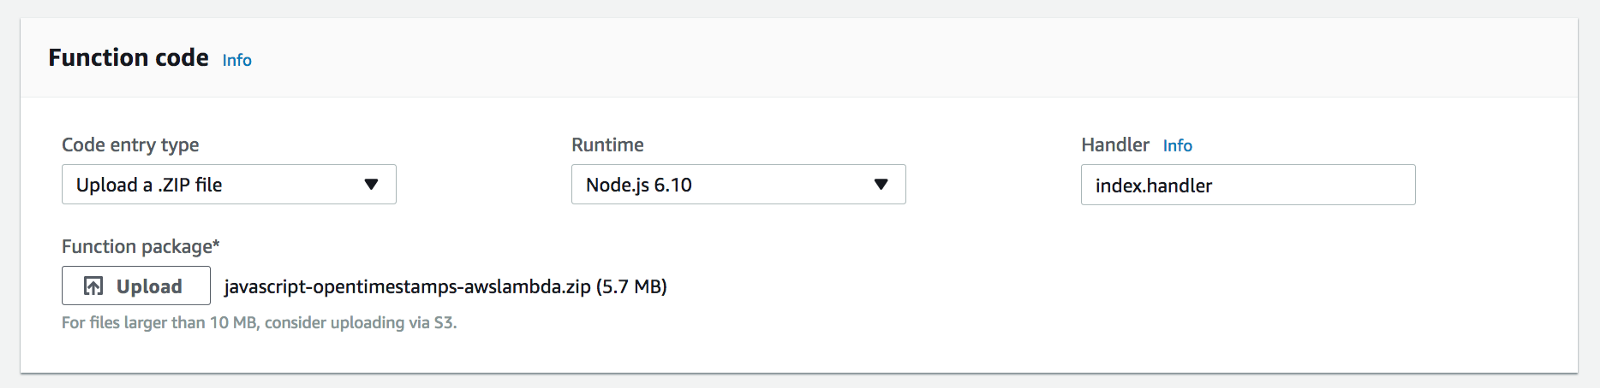 Function code Info
Code entry type Runtime Handler Info
Upload a .ZIP file Node.js 6.10 index.handler
Function package*
Upload javascript-opentimestamps-awslambda.zip (5.7 MB)
For files larger than 10 MB, consider uploading via S3.